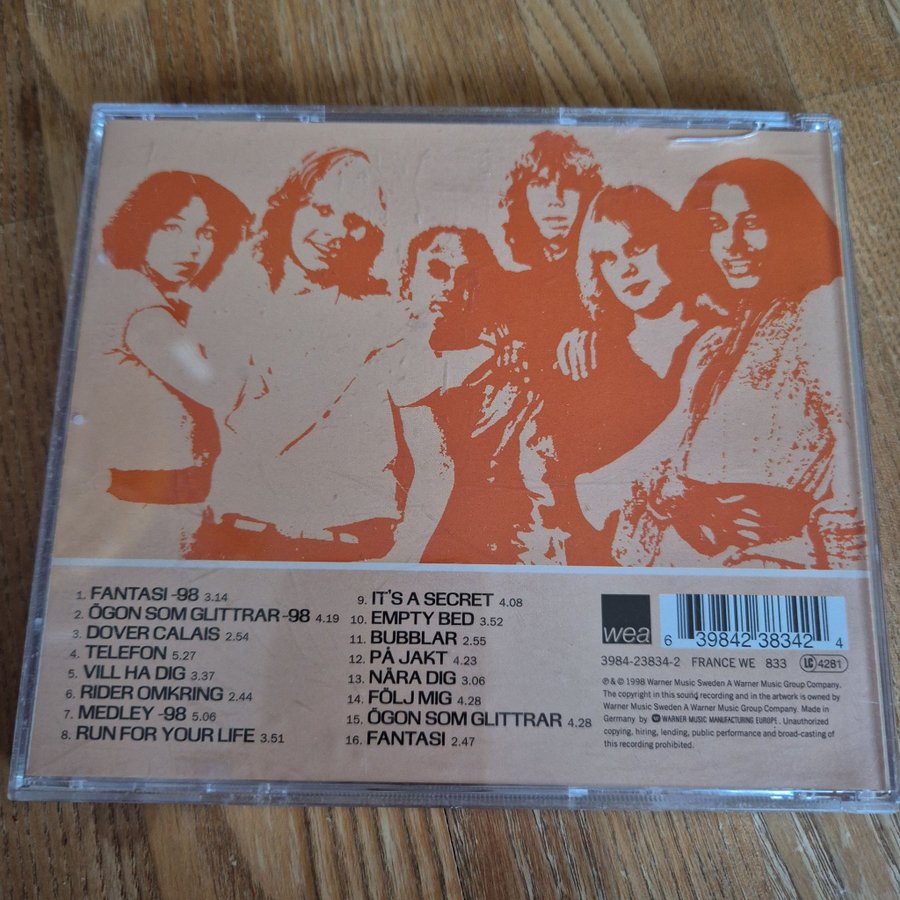 1. FANTASI -98 3.14
2. ÖGON SOM GLITTRAR -98 4.19
3. DOVER CALAIS 2.54
4. TELEFON 5.27
5. VILL HA DIG 3.37
6. RIDER OMKRING 2.44
7. MEDLEY -98 5.06
8. RUN FOR YOUR LIFE 3.51
9. IT'S A SECRET 4.08
10. EMPTY BED 3.52
11. BUBBLAR 2.55
12. PÅ JAKT 4.23
13. NÄRA DIG 3.06
14. FÖLJ MIG 4.28
15. ÖGON SOM GLITTRAR 4.28
16. FANTASI 2.47
wea
6 39842 38342 4
3984-23834-2 FRANCE WE 833 LC 4281
℗ & © 1998 Warner Music Sweden A Warner Music Group Company.
The copyright in this sound recording and in the artwork is owned by
Warner Music Sweden A Warner Music Group Company. Made in
Germany by WARNER MUSIC MANUFACTURING EUROPE. Unauthorized
copying, hiring, lending, public performance and broad-casting of
this recording prohibited.